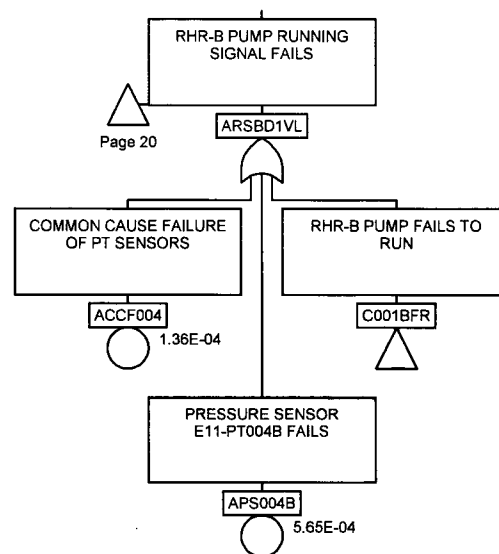 RHR-B PUMP RUNNING
SIGNAL FAILS
Page 20
ARSBD1VL
COMMON CAUSE FAILURE
OF PT SENSORS
RHR-B PUMP FAILS TO
RUN
ACCF004
1.36E-04
C001BFR
PRESSURE SENSOR
E11-PT004B FAILS
APS004B
5.65E-04